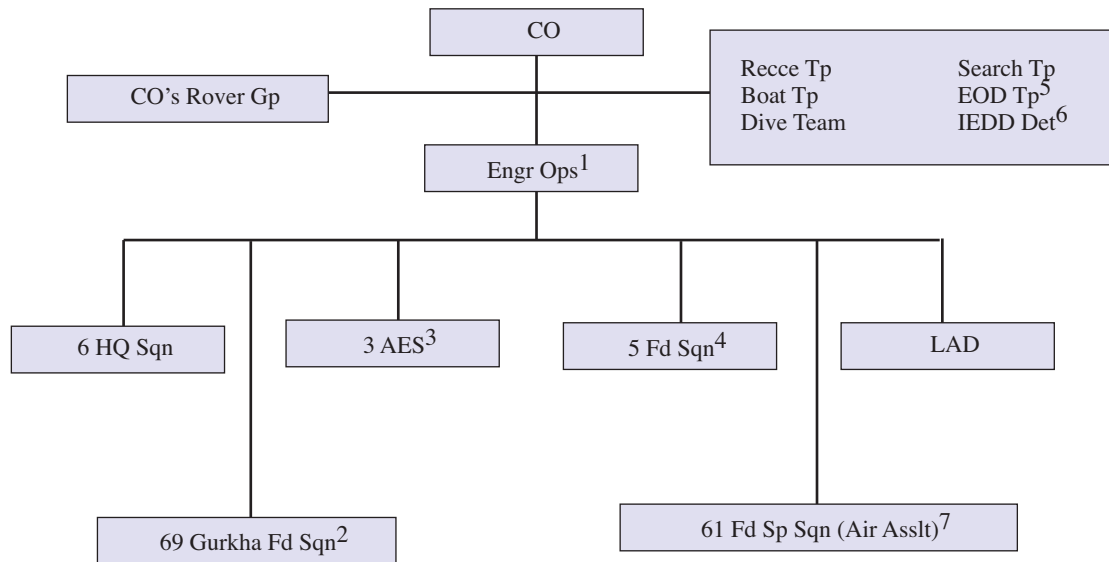 CO
CO's Rover Gp
Recce Tp
Boat Tp
Dive Team
Search Tp
EOD Tp5
IEDD Det6
Engr Ops1
6 HQ Sqn
3 AES3
5 Fd Sqn4
LAD
69 Gurkha Fd Sqn2
61 Fd Sp Sqn (Air Asslt)7